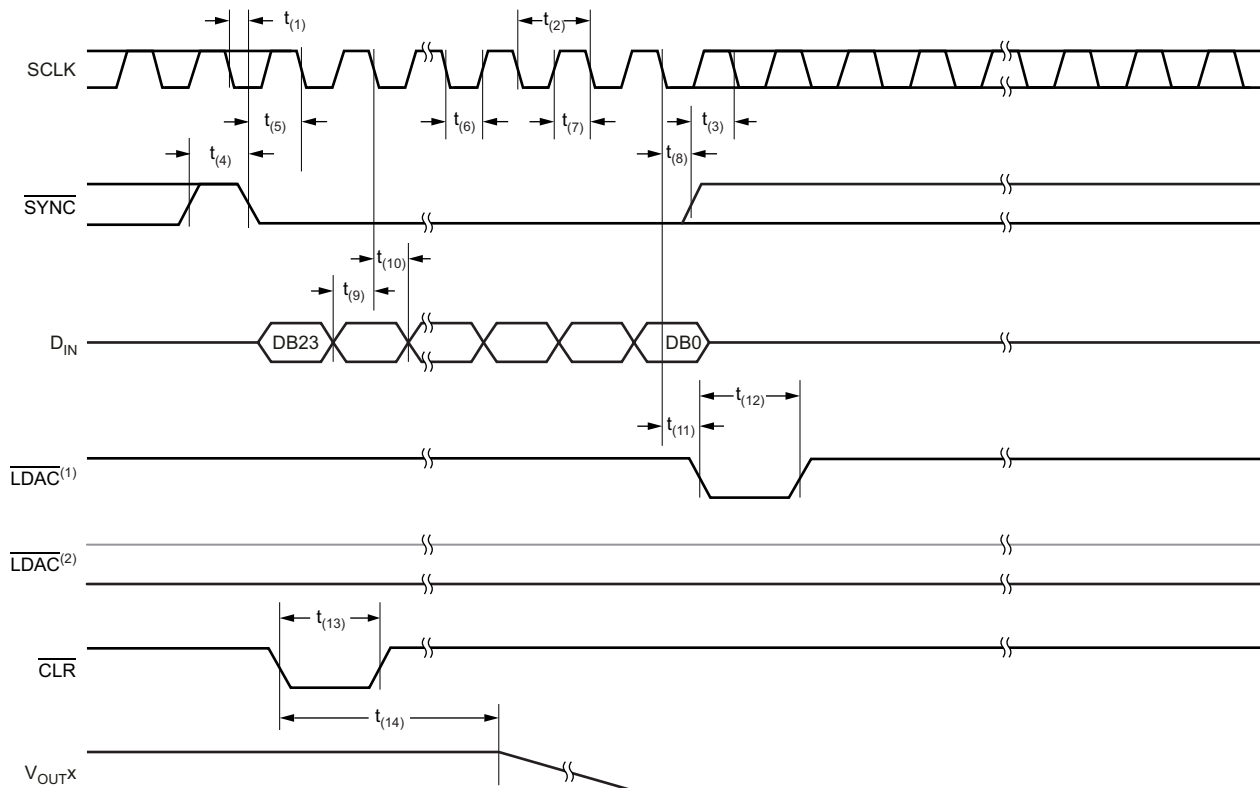 t(1)
t(2)
SCLK
t(5)
t(6)
t(7)
t(3)
t(4)
t(8)
SYNC
t(10)
t(9)
DIN
DB23
DB0
t(12)
t(11)
LDAC(1)
LDAC(2)
t(13)
CLR
t(14)
VOUTX